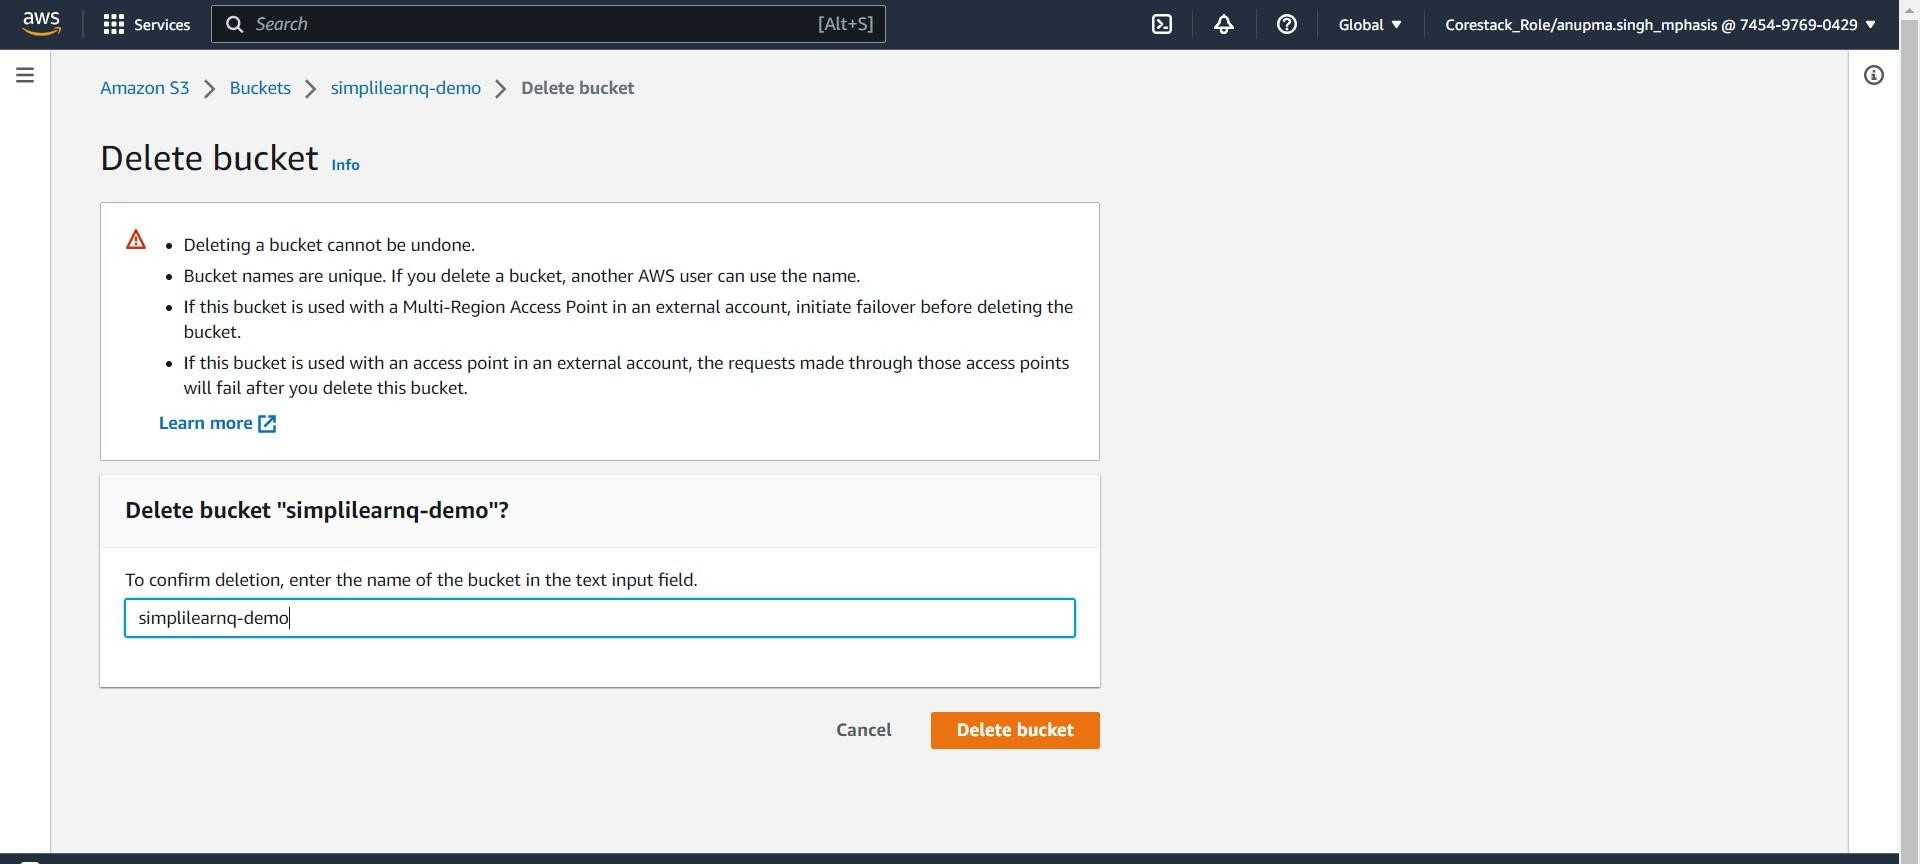 aws
Services
Search
[Alt+S]
Global
Corestack_Role/anupma.singh_mphasis @ 7454-9769-0429
Amazon S3 > Buckets > simplilearnq-demo > Delete bucket
Delete bucket Info
• Deleting a bucket cannot be undone.
• Bucket names are unique. If you delete a bucket, another AWS user can use the name.
• If this bucket is used with a Multi-Region Access Point in an external account, initiate failover before deleting the
bucket.
• If this bucket is used with an access point in an external account, the requests made through those access points
will fail after you delete this bucket.
Learn more
Delete bucket "simplilearnq-demo"?
To confirm deletion, enter the name of the bucket in the text input field.
simplilearnq-demo
Cancel
Delete bucket